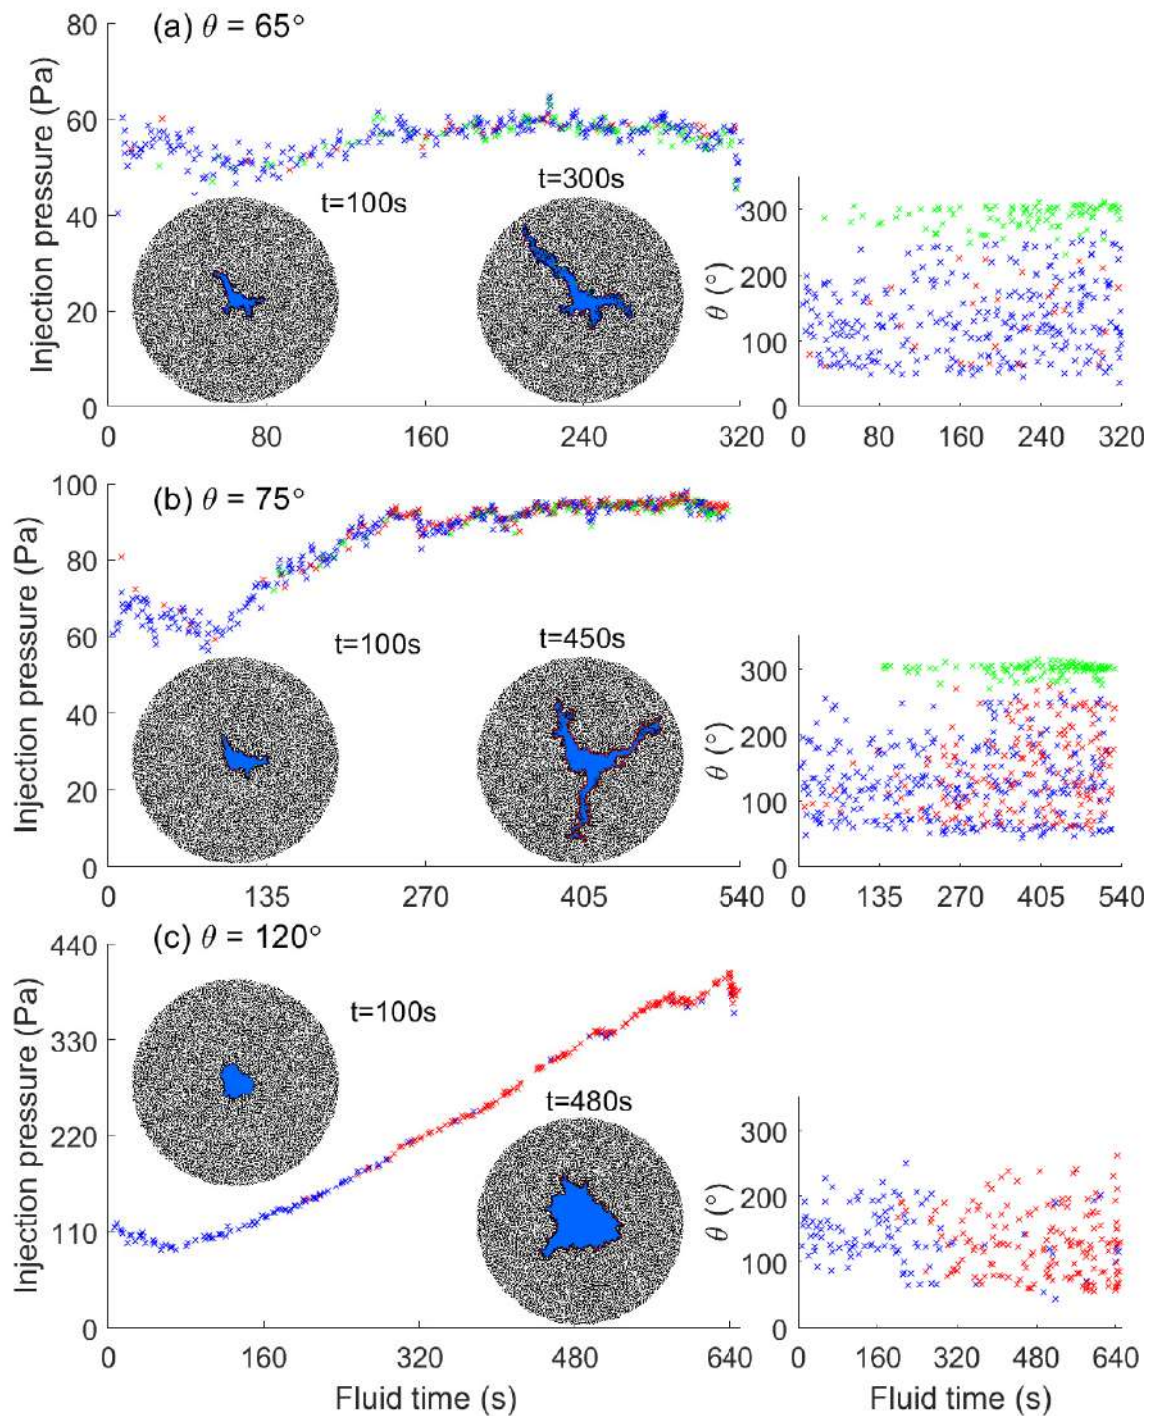 (a) θ = 65°
Injection pressure (Pa)
80
60
40
20
0
t=100s
t=300s
0 80 160 240 320
θ (°)
300
200
100
0
0 80 160 240 320
(b) θ = 75°
Injection pressure (Pa)
100
80
60
40
20
0
t=100s
t=450s
0 135 270 405 540
θ (°)
300
200
100
0
0 135 270 405 540
(c) θ = 120°
Injection pressure (Pa)
440
330
220
110
0
t=100s
t=480s
0 160 320 480 640
Fluid time (s)
θ (°)
300
200
100
0
0 160 320 480 640
Fluid time (s)